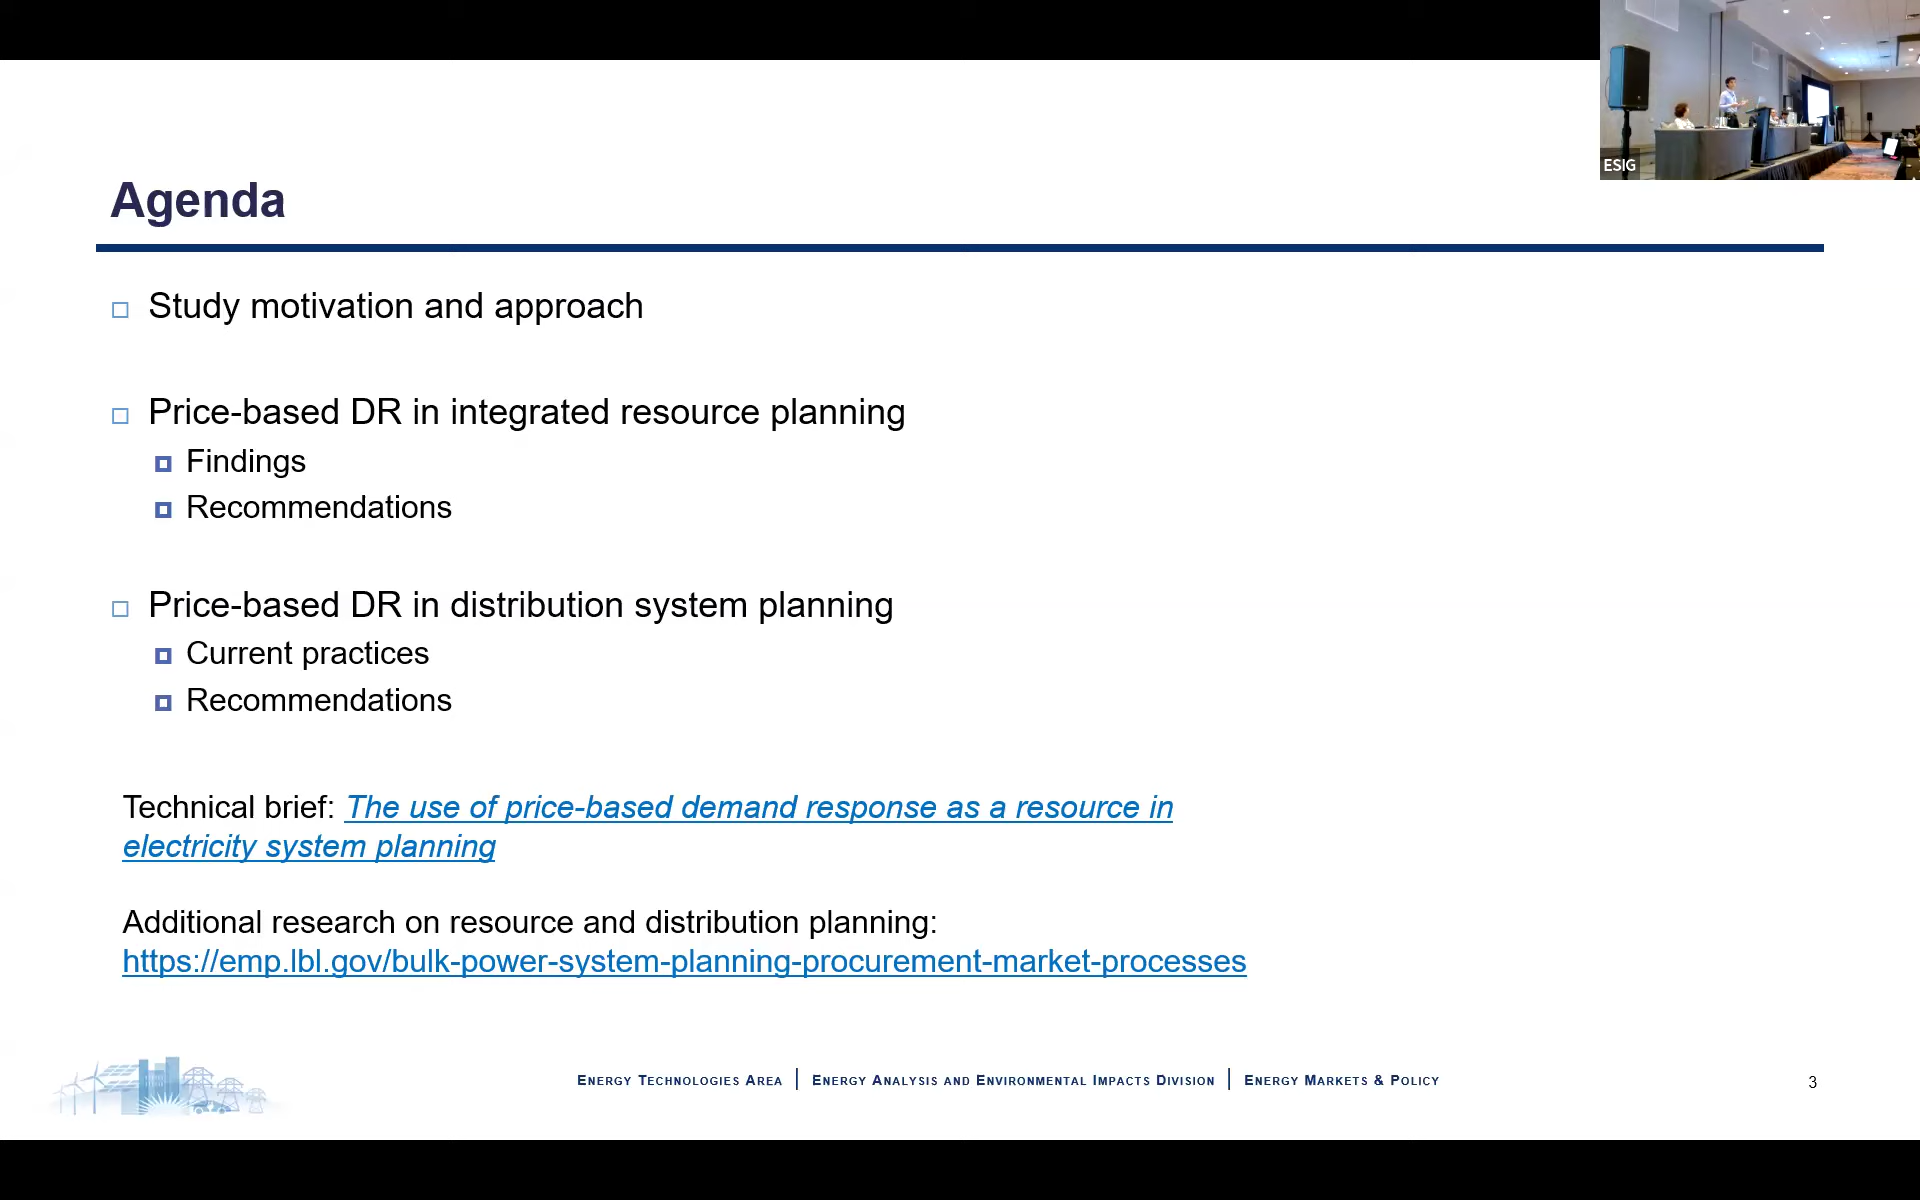 ESIG
Agenda
Study motivation and approach
Price-based DR in integrated resource planning
Findings
Recommendations
Price-based DR in distribution system planning
Current practices
Recommendations
Technical brief: The use of price-based demand response as a resource in
electricity system planning
Additional research on resource and distribution planning:
https://emp.lbl.gov/bulk-power-system-planning-procurement-market-processes
ENERGY TECHNOLOGIES AREA | ENERGY ANALYSIS AND ENVIRONMENTAL IMPACTS DIVISION | ENERGY MARKETS & POLICY
3